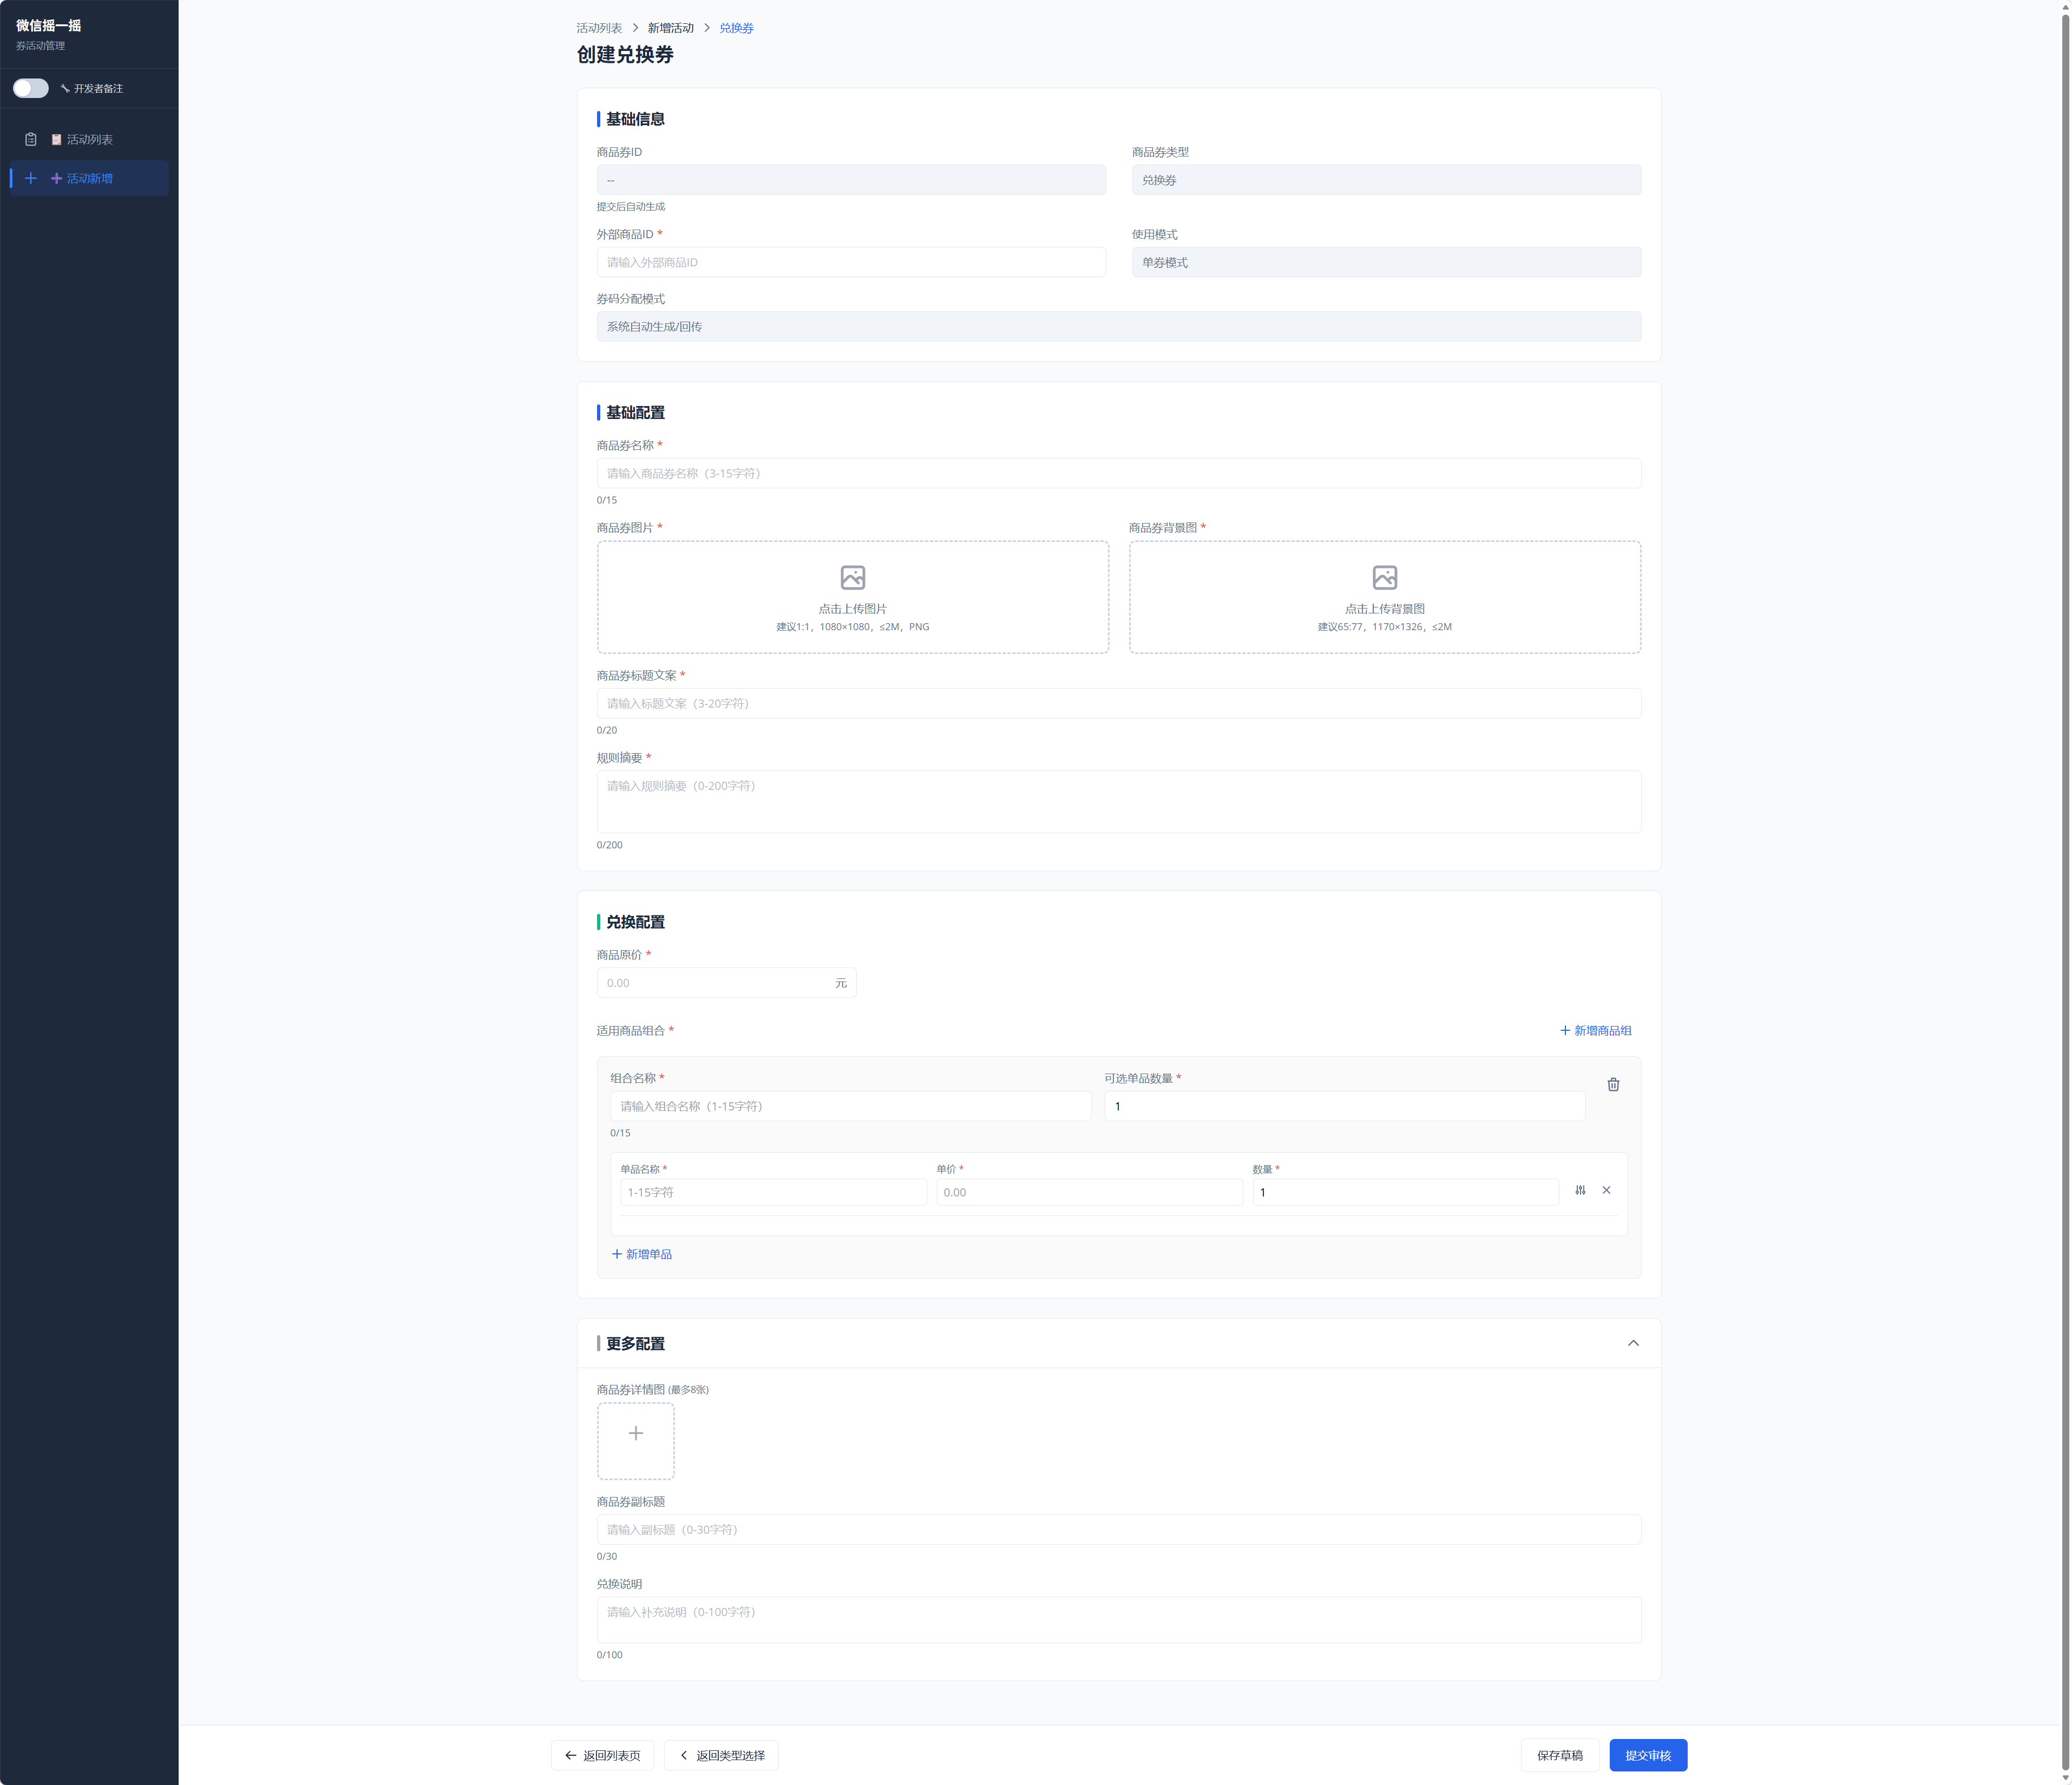 微信摇一摇
券活动管理
开发者备注
活动列表
活动新增
活动列表 > 新增活动 > 兑换券
创建兑换券
基础信息
商品券ID
--
提交后自动生成
商品券类型
兑换券
外部商品ID *
请输入外部商品ID
使用模式
单券模式
券码分配模式
系统自动生成/回传
基础配置
商品券名称 *
请输入商品券名称（3-15字符）
0/15
商品券图片 *
点击上传图片
建议1:1，1080×1080，≤2M，PNG
商品券背景图 *
点击上传背景图
建议65:77，1170×1326，≤2M
商品券标题文案 *
请输入标题文案（3-20字符）
0/20
规则摘要 *
请输入规则摘要（0-200字符）
0/200
兑换配置
商品原价 *
0.00 元
适用商品组合 *
新增商品组
组合名称 *
请输入组合名称（1-15字符）
0/15
可选单品数量 *
1
单品名称 *
1-15字符
单价 *
0.00
数量 *
1
新增单品
更多配置
商品券详情图 (最多8张)
商品券副标题
请输入副标题（0-30字符）
0/30
兑换说明
请输入补充说明（0-100字符）
0/100
返回列表页
返回类型选择
保存草稿
提交审核